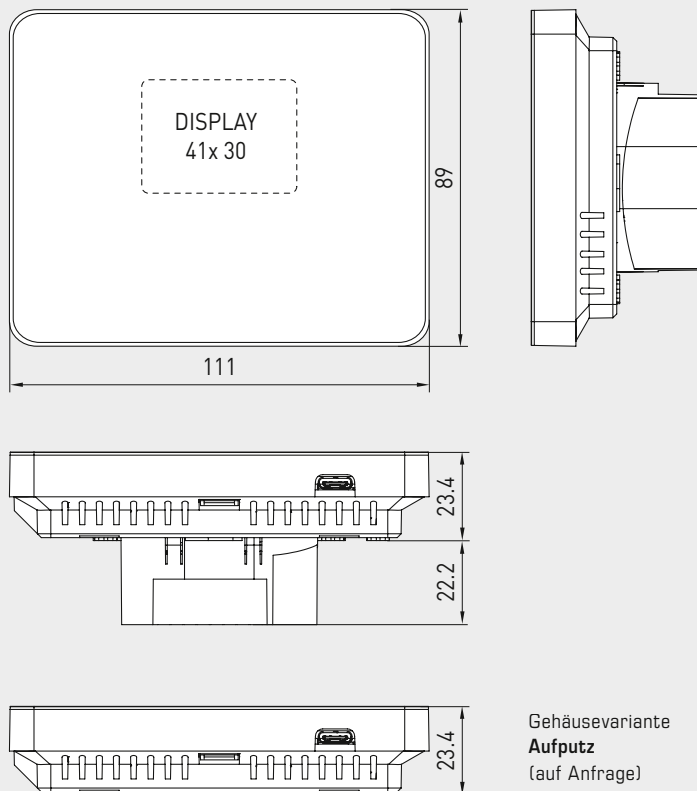 DISPLAY
41x 30
89
111
23.4
22.2
23.4
Gehäusevariante
Aufputz
(auf Anfrage)